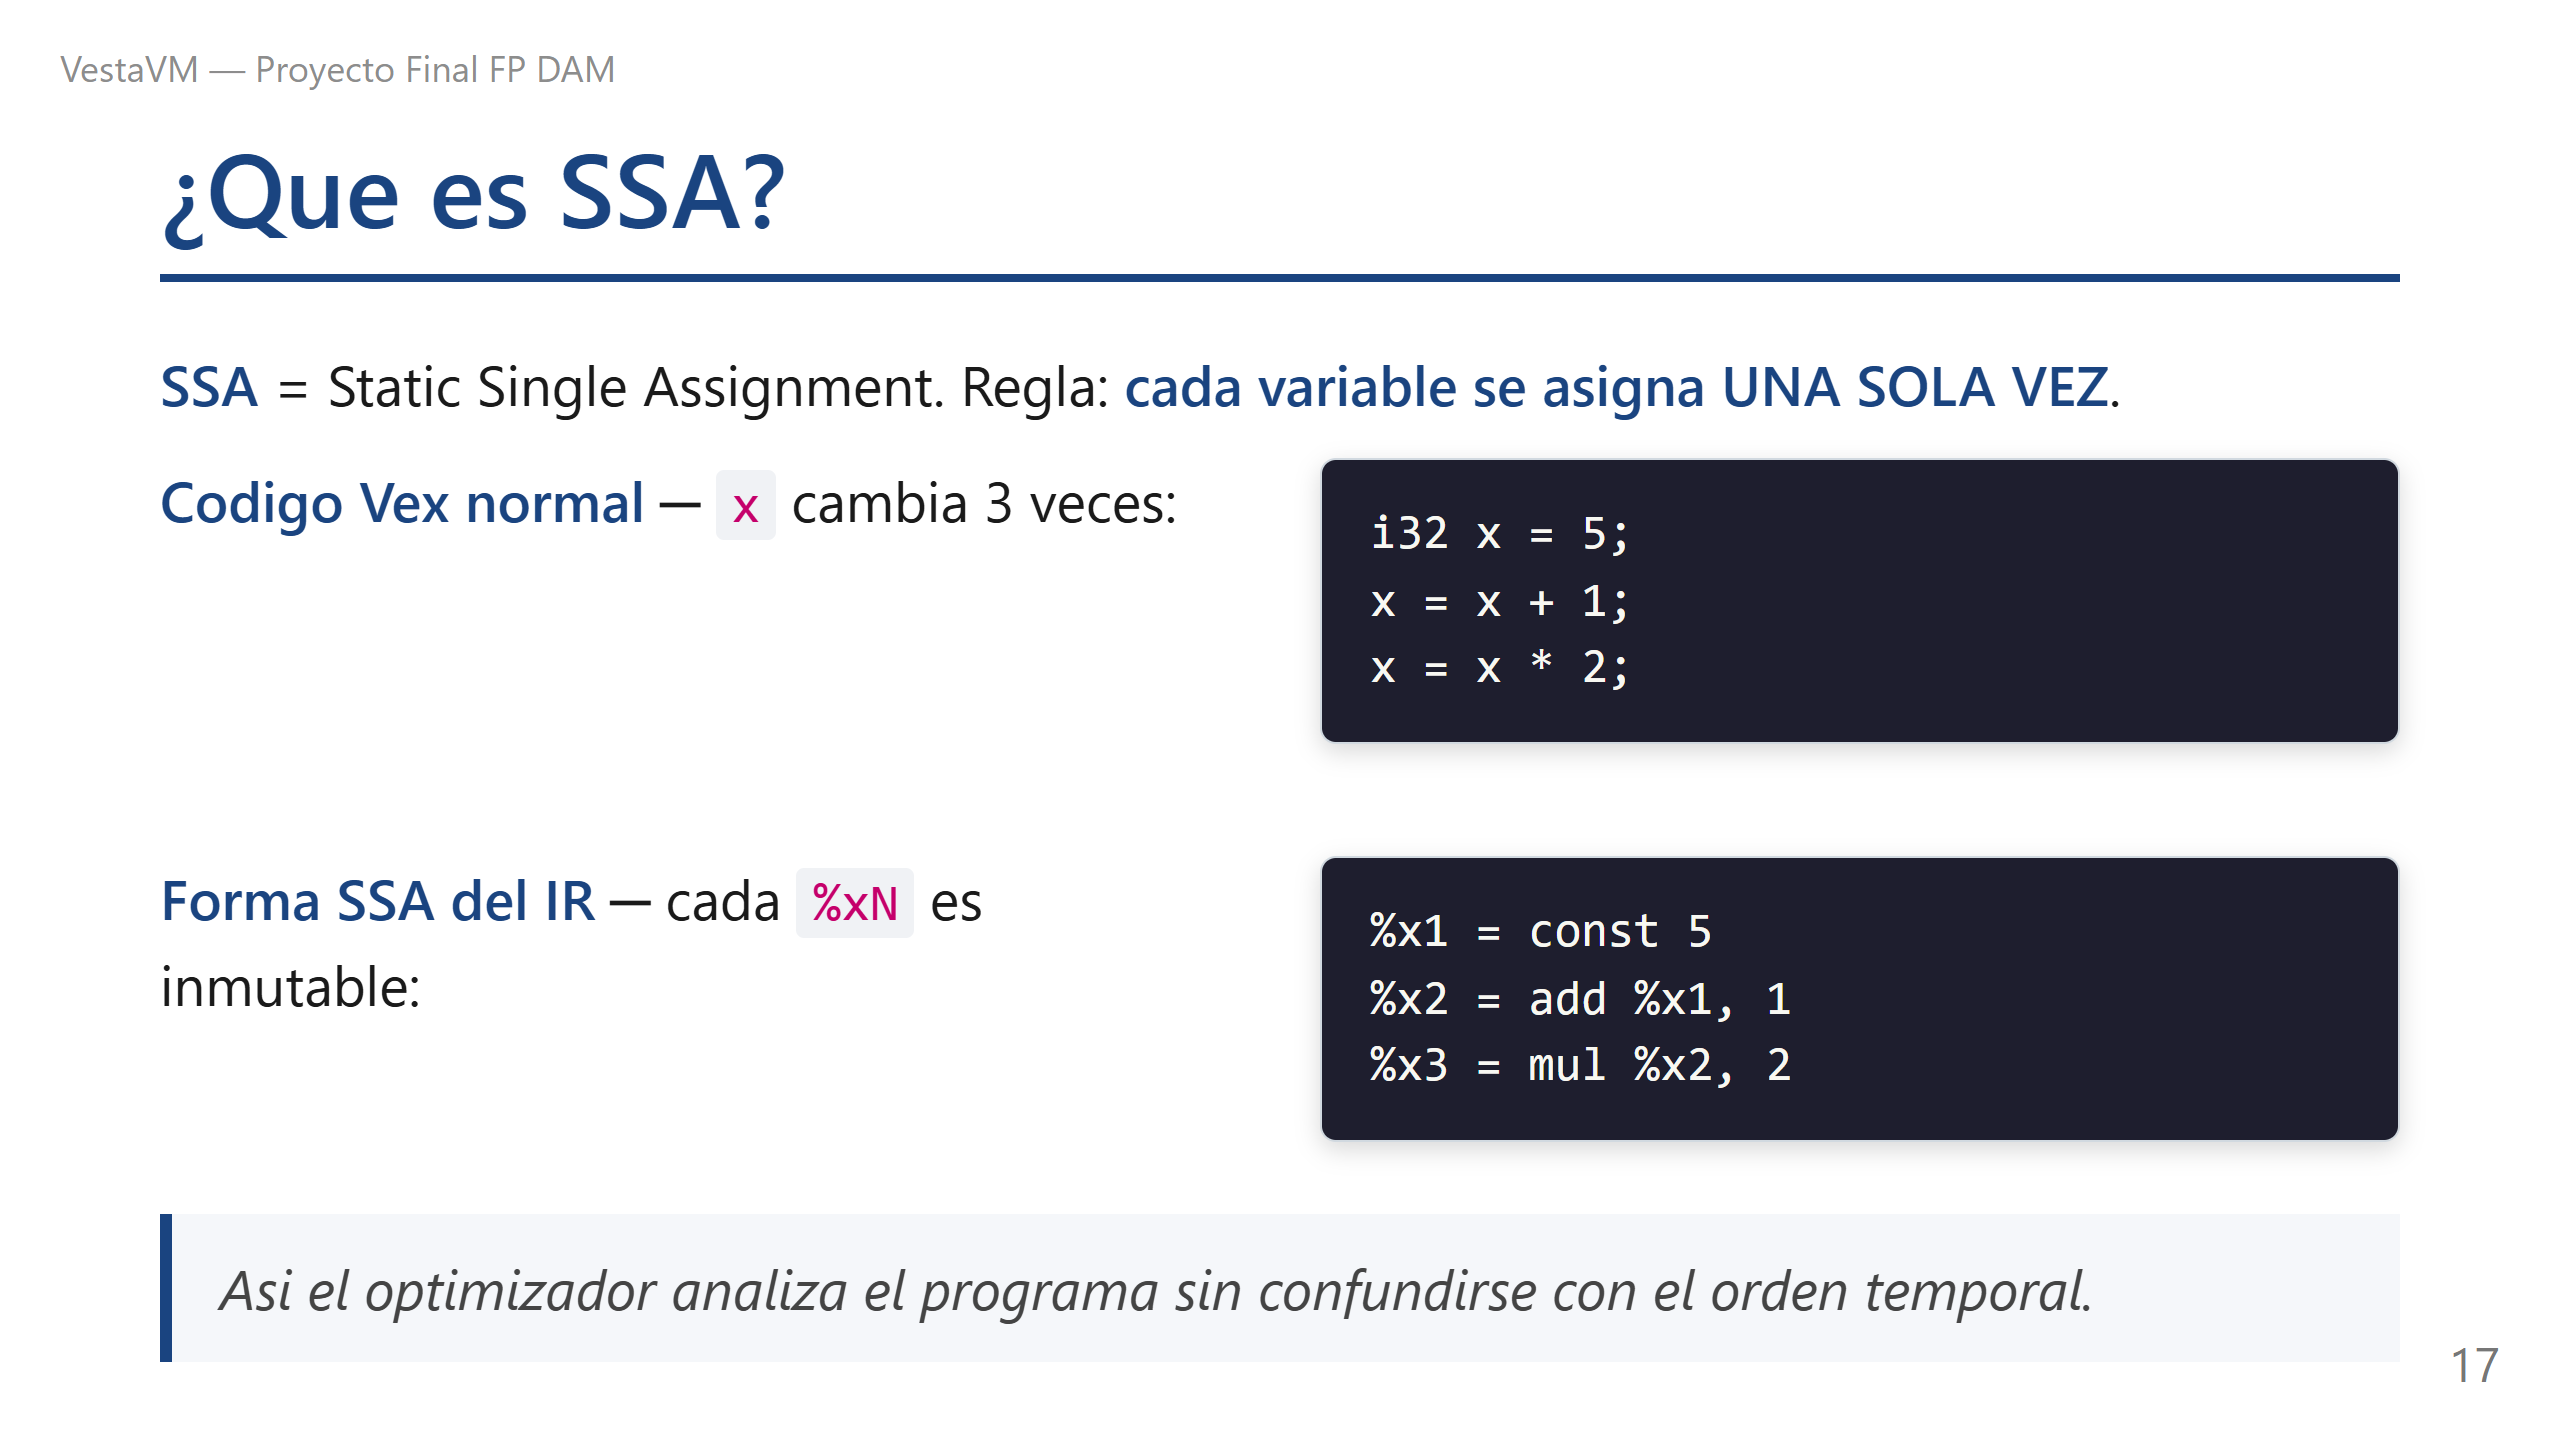 VestaVM — Proyecto Final FP DAM
¿Que es SSA?
SSA = Static Single Assignment. Regla: cada variable se asigna UNA SOLA VEZ.
Codigo Vex normal — x cambia 3 veces:
i32 x = 5;
x = x + 1;
x = x * 2;
Forma SSA del IR — cada %xN es
inmutable:
%x1 = const 5
%x2 = add %x1, 1
%x3 = mul %x2, 2
Asi el optimizador analiza el programa sin confundirse con el orden temporal.
17